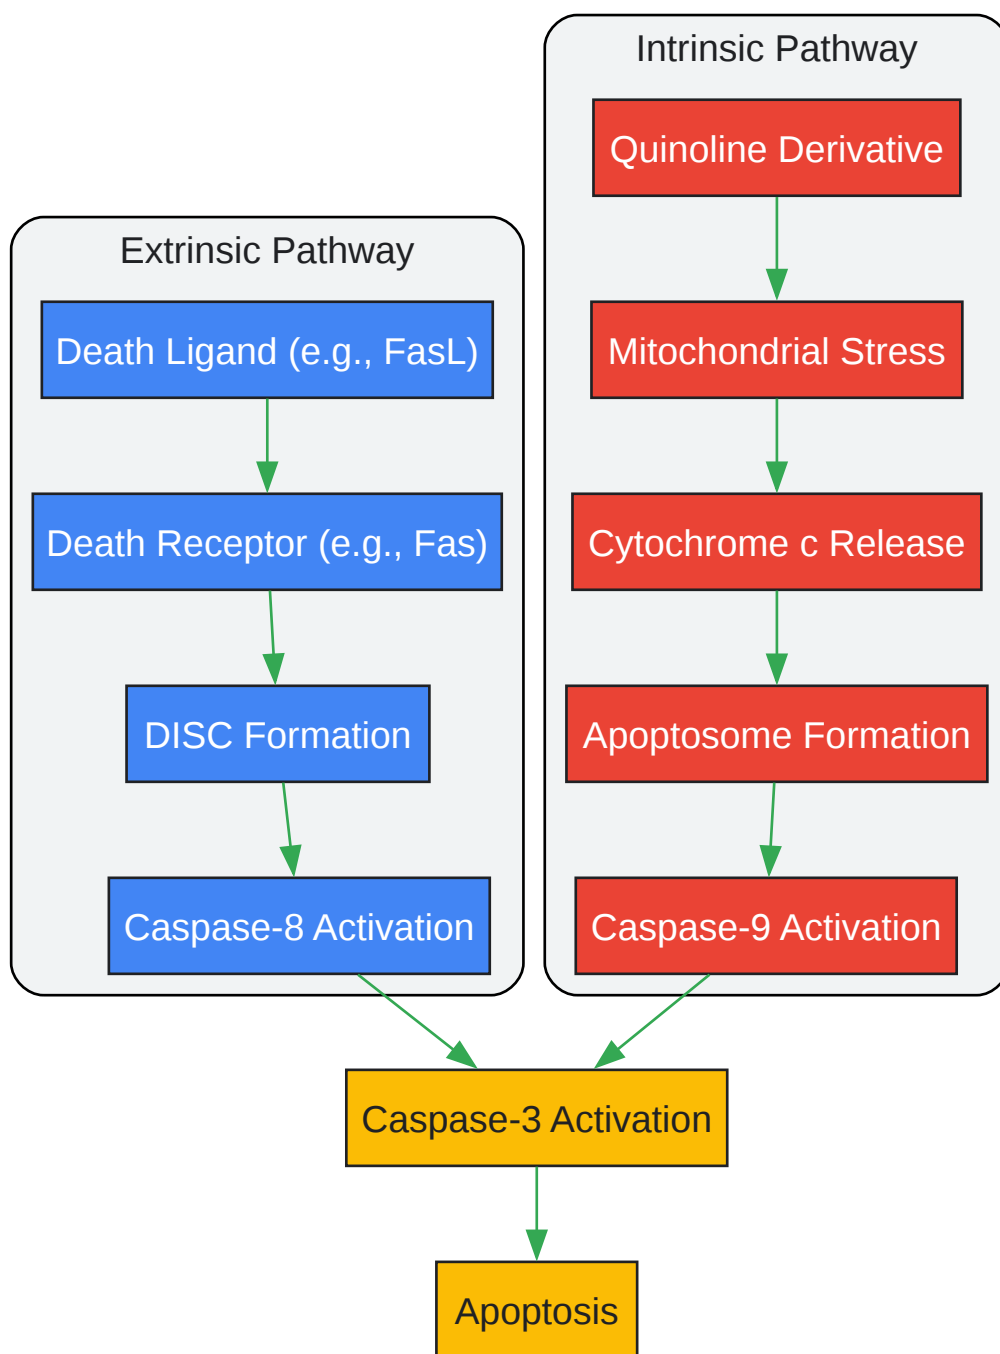 Extrinsic Pathway
Death Ligand (e.g., FasL)
Death Receptor (e.g., Fas)
DISC Formation
Caspase-8 Activation
Intrinsic Pathway
Quinoline Derivative
Mitochondrial Stress
Cytochrome c Release
Apoptosome Formation
Caspase-9 Activation
Caspase-3 Activation
Apoptosis